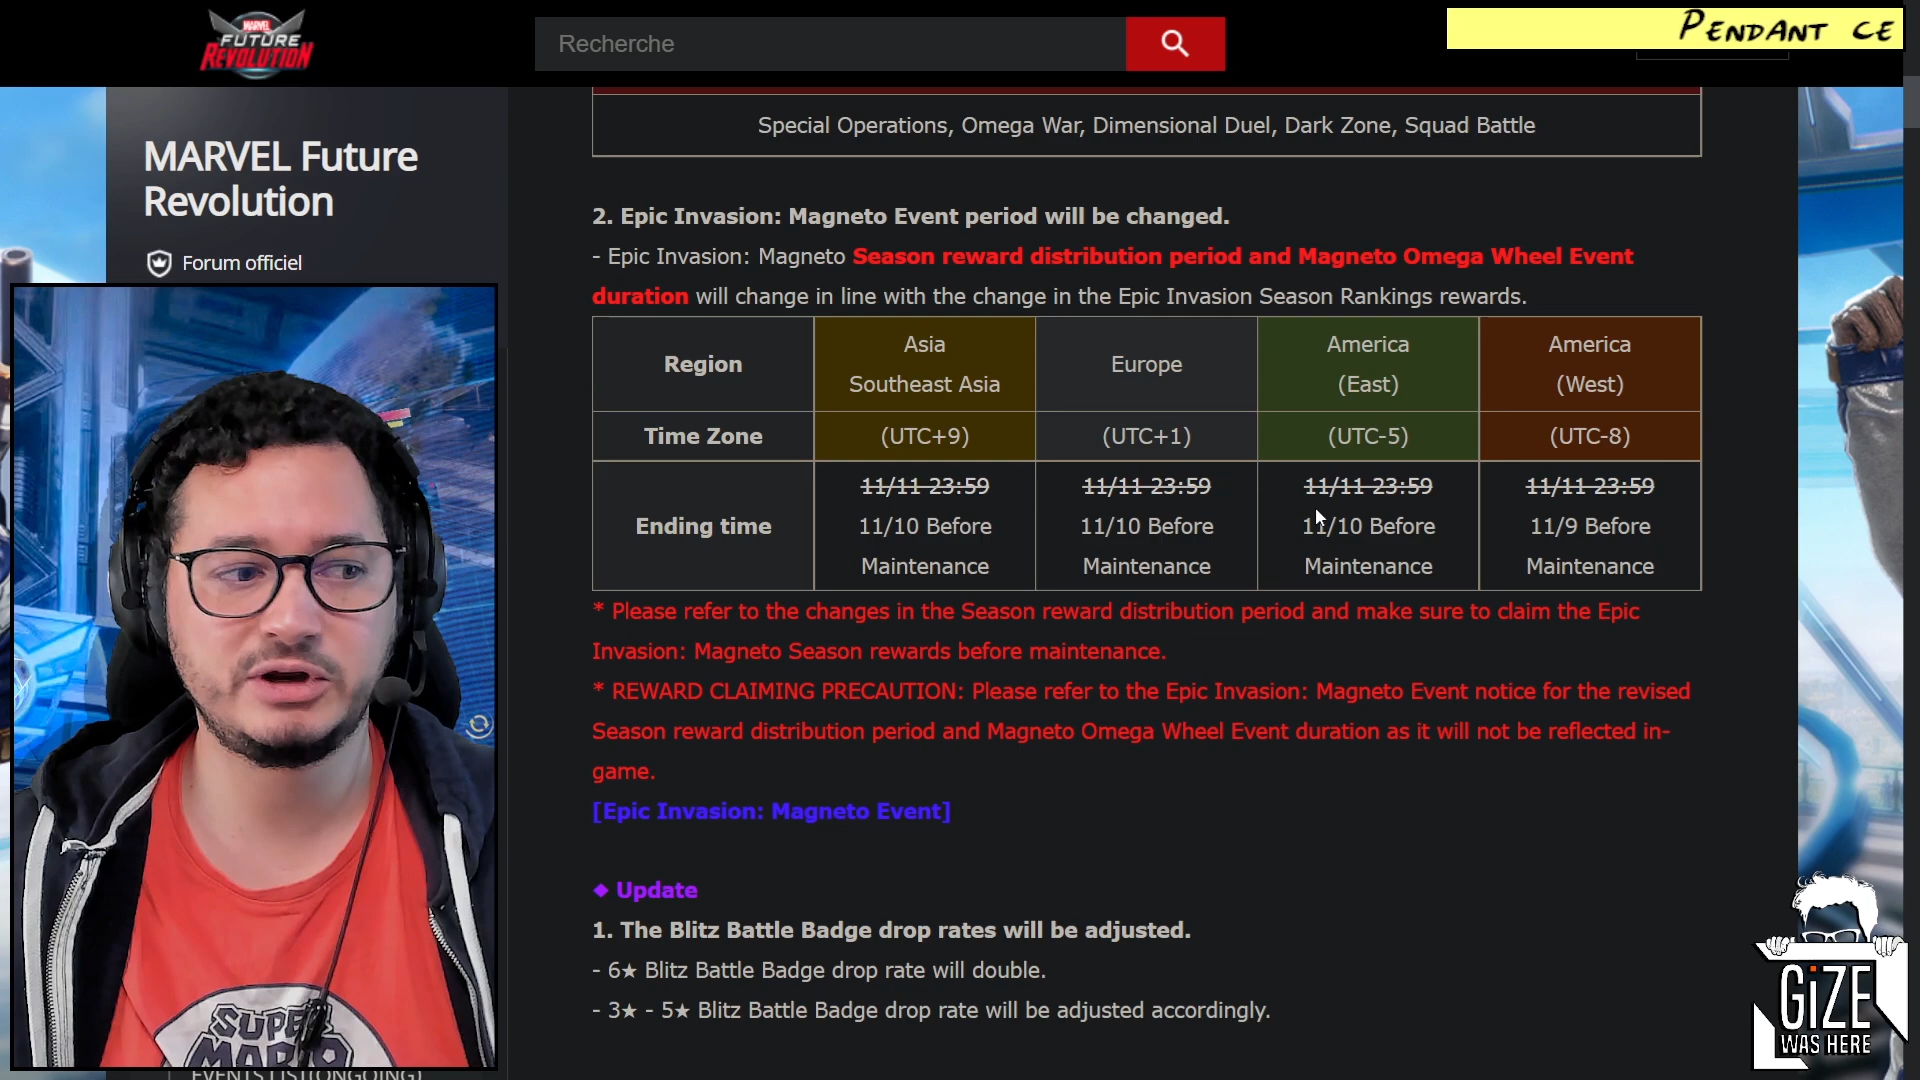 MARVEL
FUTURE
REVOLUTION
Recherche
PENDANT CE
MARVEL Future
Revolution
Forum officiel
Special Operations, Omega War, Dimensional Duel, Dark Zone, Squad Battle
2. Epic Invasion: Magneto Event period will be changed.
- Epic Invasion: Magneto Season reward distribution period and Magneto Omega Wheel Event
duration will change in line with the change in the Epic Invasion Season Rankings rewards.
Region
Asia
Southeast Asia
Europe
America
(East)
America
(West)
Time Zone
(UTC+9)
(UTC+1)
(UTC-5)
(UTC-8)
Ending time
11/11 23:59
11/10 Before
Maintenance
11/11 23:59
11/10 Before
Maintenance
11/11 23:59
11/10 Before
Maintenance
11/11 23:59
11/9 Before
Maintenance
* Please refer to the changes in the Season reward distribution period and make sure to claim the Epic
Invasion: Magneto Season rewards before maintenance.
* REWARD CLAIMING PRECAUTION: Please refer to the Epic Invasion: Magneto Event notice for the revised
Season reward distribution period and Magneto Omega Wheel Event duration as it will not be reflected in-
game.
[Epic Invasion: Magneto Event]
◆ Update
1. The Blitz Battle Badge drop rates will be adjusted.
- 6★ Blitz Battle Badge drop rate will double.
- 3★ - 5★ Blitz Battle Badge drop rate will be adjusted accordingly.
SUPER
MARIO
EVENTS LIST(ONGOING)
GiZE
WAS HERE